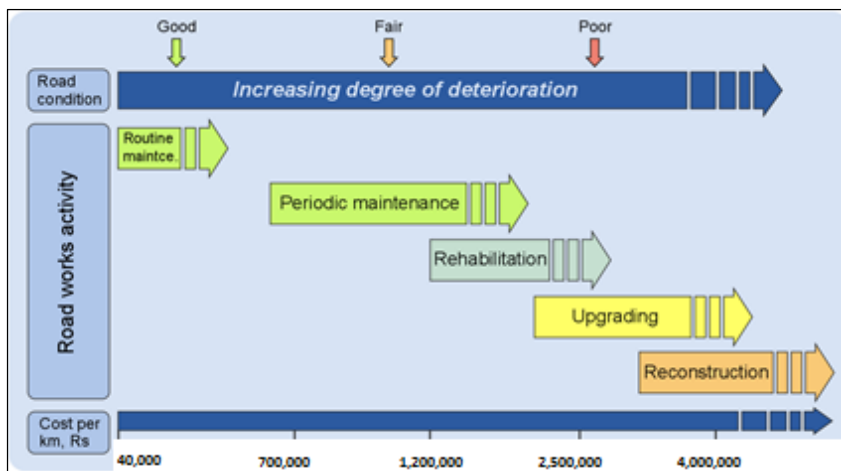 Good Fair Poor
Road
condition
Increasing degree of deterioration
Road works activity
Routine
maintce.
Periodic maintenance
Rehabilitation
Upgrading
Reconstruction
Cost per
km, Rs
40,000 700,000 1,200,000 2,500,000 4,000,000